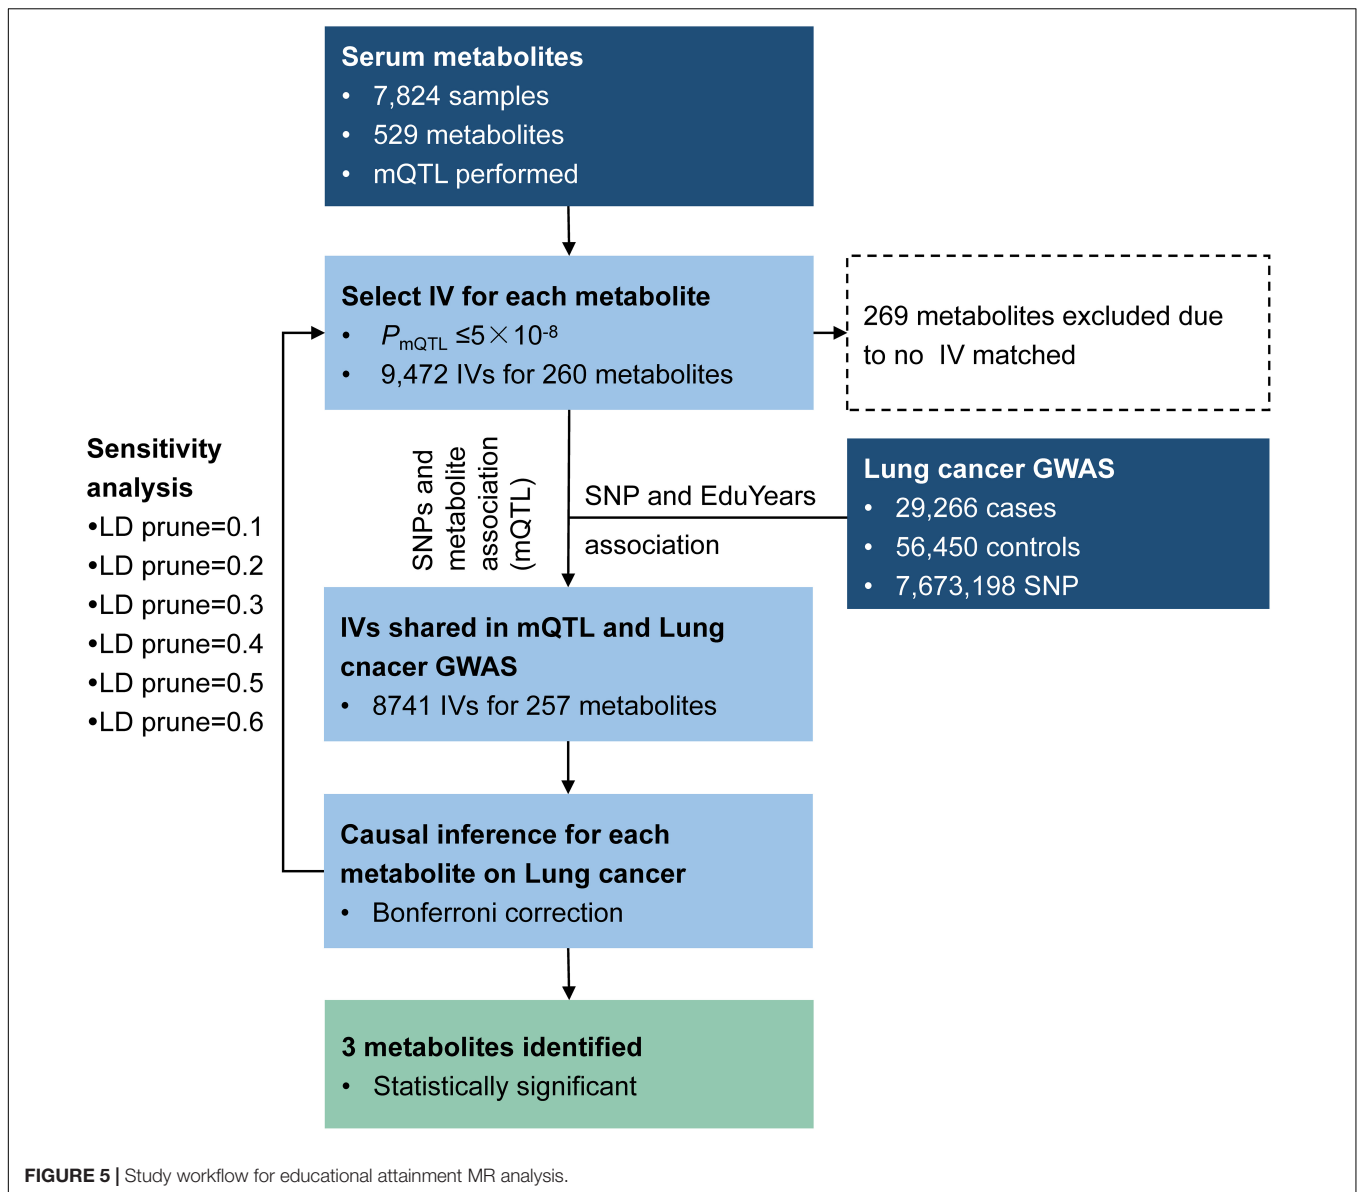 Serum metabolites
• 7,824 samples
• 529 metabolites
• mQTL performed
Select IV for each metabolite
• PmQTL ≤5×10-8
• 9,472 IVs for 260 metabolites
269 metabolites excluded due
to no IV matched
Sensitivity
analysis
•LD prune=0.1
•LD prune=0.2
•LD prune=0.3
•LD prune=0.4
•LD prune=0.5
•LD prune=0.6
SNPs and
metabolite
association
(mQTL)
SNP and EduYears
association
Lung cancer GWAS
• 29,266 cases
• 56,450 controls
• 7,673,198 SNP
IVs shared in mQTL and Lung
cnacer GWAS
• 8741 IVs for 257 metabolites
Causal inference for each
metabolite on Lung cancer
• Bonferroni correction
3 metabolites identified
• Statistically significant
FIGURE 5 | Study workflow for educational attainment MR analysis.